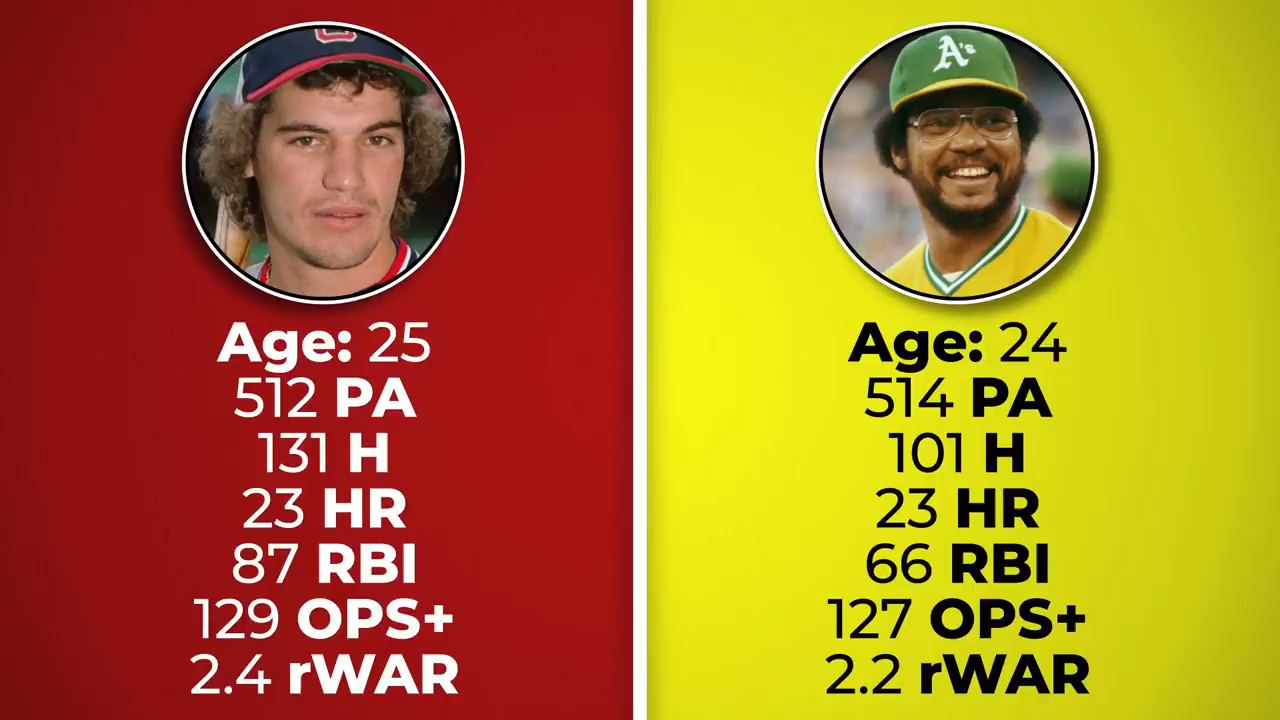 C
A's
Age: 25
512 PA
131 H
23 HR
87 RBI
129 OPS+
2.4 rWAR
Age: 24
514 PA
101 H
23 HR
66 RBI
127 OPS+
2.2 rWAR